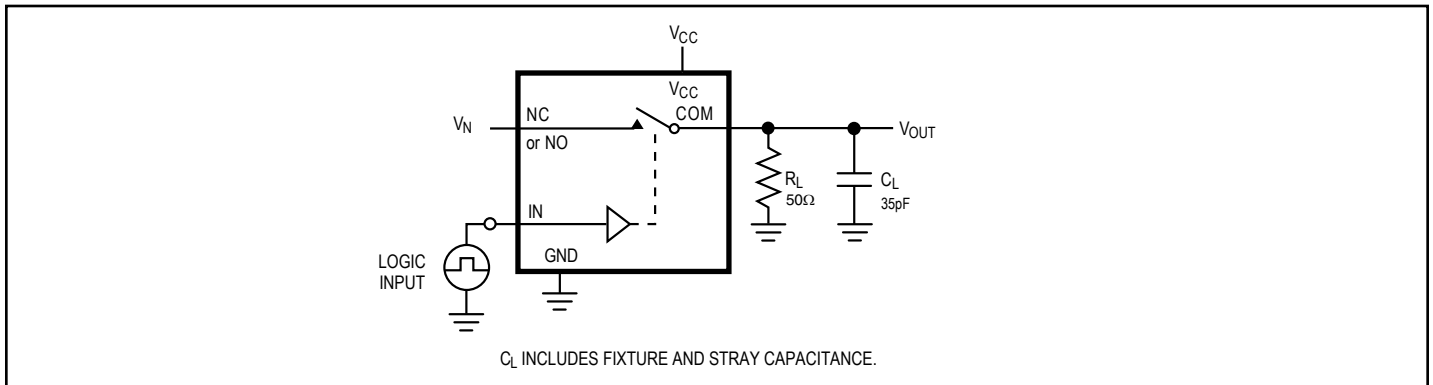 VCC
VCC
VN
NC
COM
VOUT
or NO
RL
50Ω
CL
35pF
IN
LOGIC
INPUT
GND
CL INCLUDES FIXTURE AND STRAY CAPACITANCE.